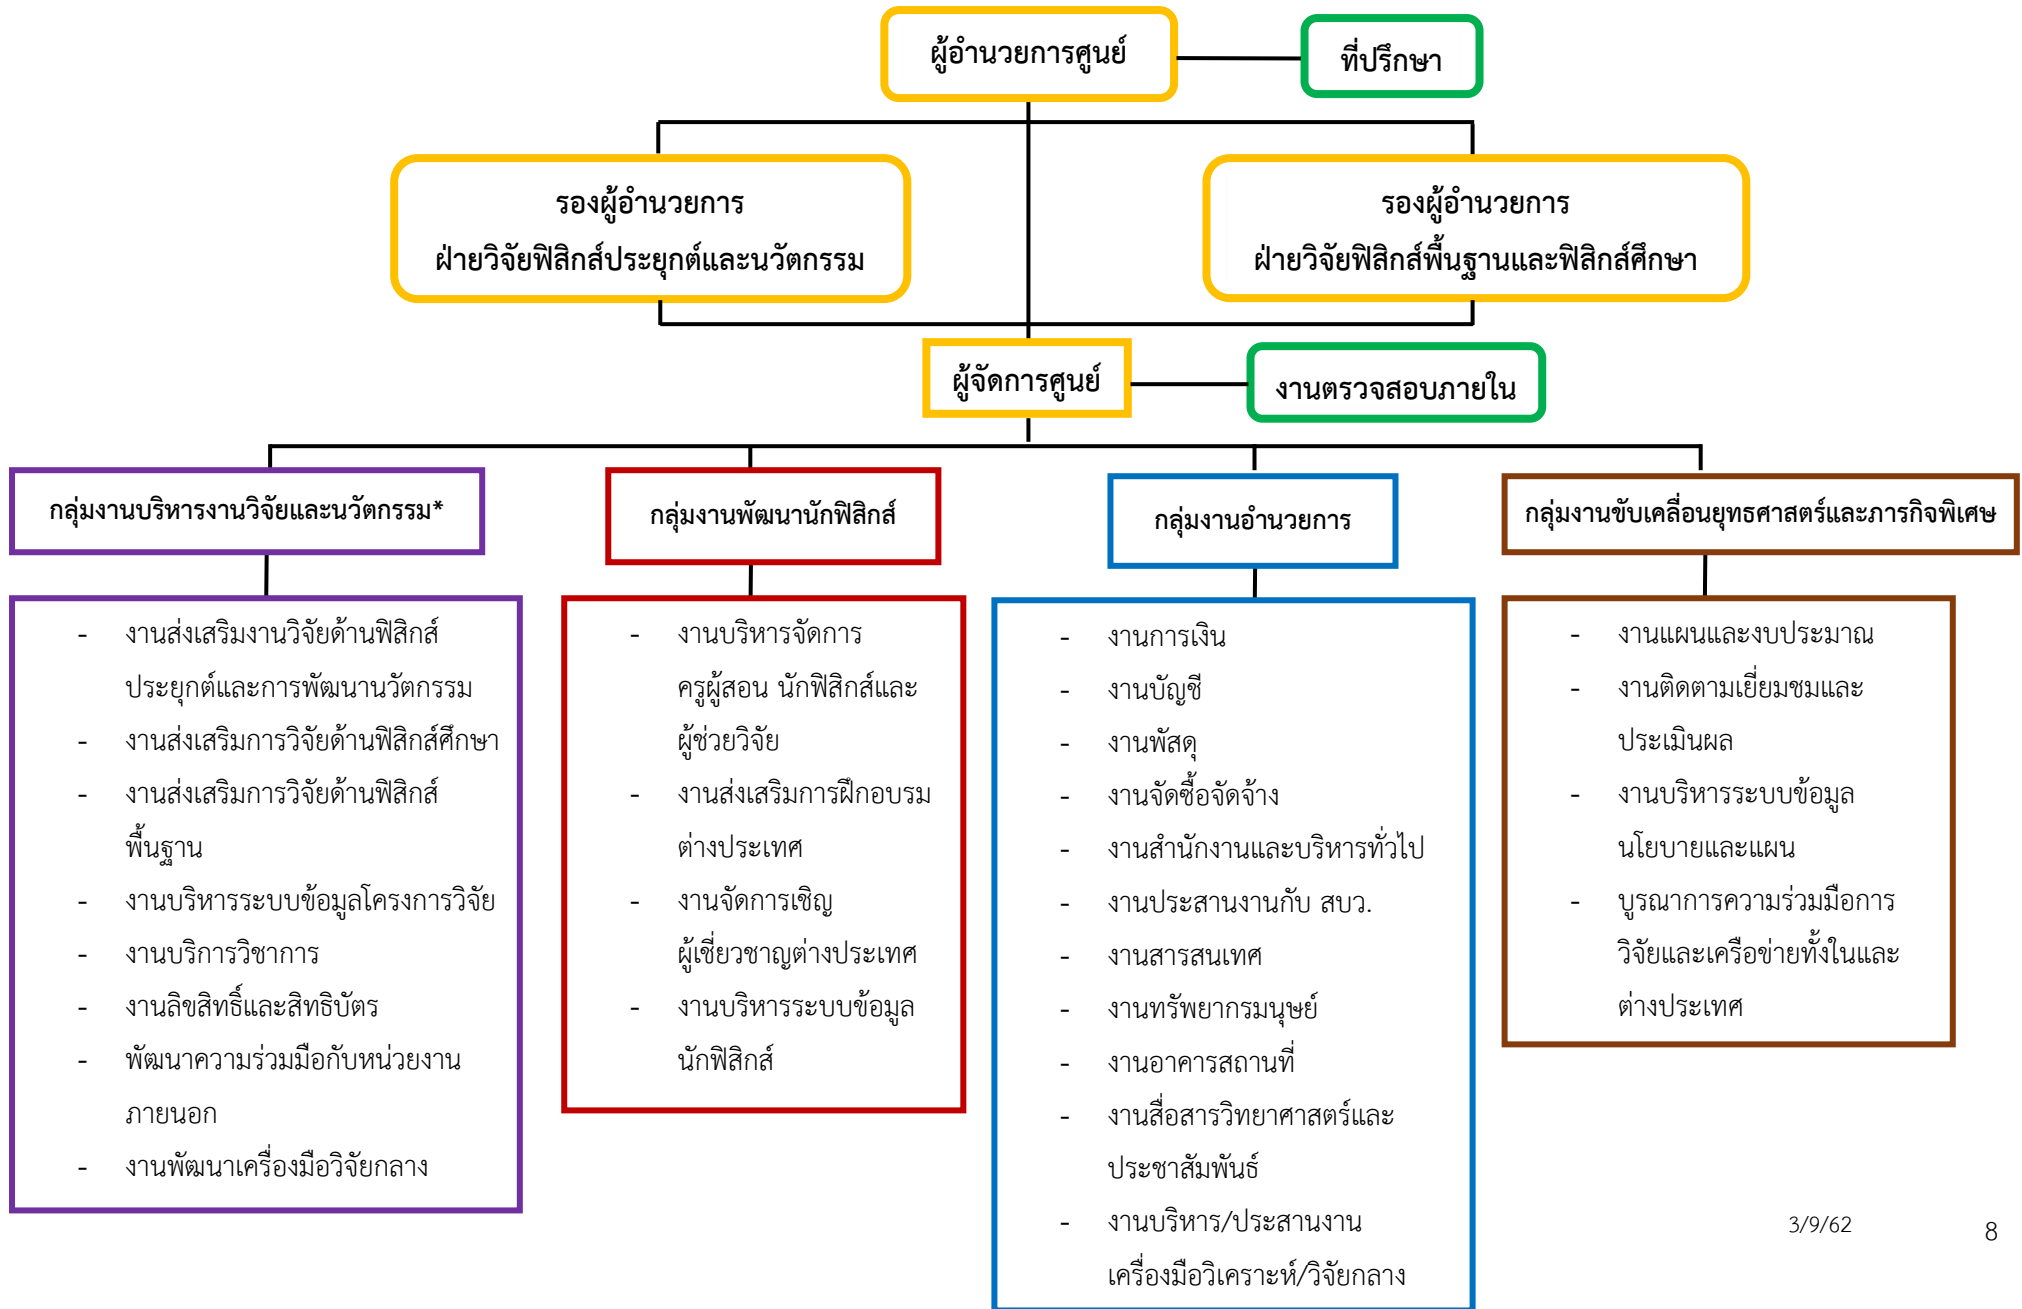 ผู้อำนวยการศูนย์
ที่ปรึกษา
รองผู้อำนวยการ
ฝ่ายวิจัยฟิสิกส์ประยุกต์และนวัตกรรม
รองผู้อำนวยการ
ฝ่ายวิจัยฟิสิกส์พื้นฐานและฟิสิกส์ศึกษา
ผู้จัดการศูนย์
งานตรวจสอบภายใน
กลุ่มงานบริหารงานวิจัยและนวัตกรรม*
- งานส่งเสริมงานวิจัยด้านฟิสิกส์
ประยุกต์และการพัฒนานวัตกรรม
- งานส่งเสริมการวิจัยด้านฟิสิกส์ศึกษา
- งานส่งเสริมการวิจัยด้านฟิสิกส์
พื้นฐาน
- งานบริหารระบบข้อมูลโครงการวิจัย
- งานบริการวิชาการ
- งานลิขสิทธิ์และสิทธิบัตร
- พัฒนาความร่วมมือกับหน่วยงาน
ภายนอก
- งานพัฒนาเครื่องมือวิจัยกลาง
กลุ่มงานพัฒนานักฟิสิกส์
- งานบริหารจัดการ
ครูผู้สอน นักฟิสิกส์และ
ผู้ช่วยวิจัย
- งานส่งเสริมการฝึกอบรม
ต่างประเทศ
- งานจัดการเชิญ
ผู้เชี่ยวชาญต่างประเทศ
- งานบริหารระบบข้อมูล
นักฟิสิกส์
กลุ่มงานอำนวยการ
- งานการเงิน
- งานบัญชี
- งานพัสดุ
- งานจัดซื้อจัดจ้าง
- งานสำนักงานและบริหารทั่วไป
- งานประสานงานกับ สบว.
- งานสารสนเทศ
- งานทรัพยากรมนุษย์
- งานอาคารสถานที่
- งานสื่อสารวิทยาศาสตร์และ
ประชาสัมพันธ์
- งานบริหาร/ประสานงาน
เครื่องมือวิเคราะห์/วิจัยกลาง
กลุ่มงานขับเคลื่อนยุทธศาสตร์และภารกิจพิเศษ
- งานแผนและงบประมาณ
- งานติดตามเยี่ยมชมและ
ประเมินผล
- งานบริหารระบบข้อมูล
นโยบายและแผน
- บูรณาการความร่วมมือการ
วิจัยและเครือข่ายทั้งในและ
ต่างประเทศ
3/9/62
8